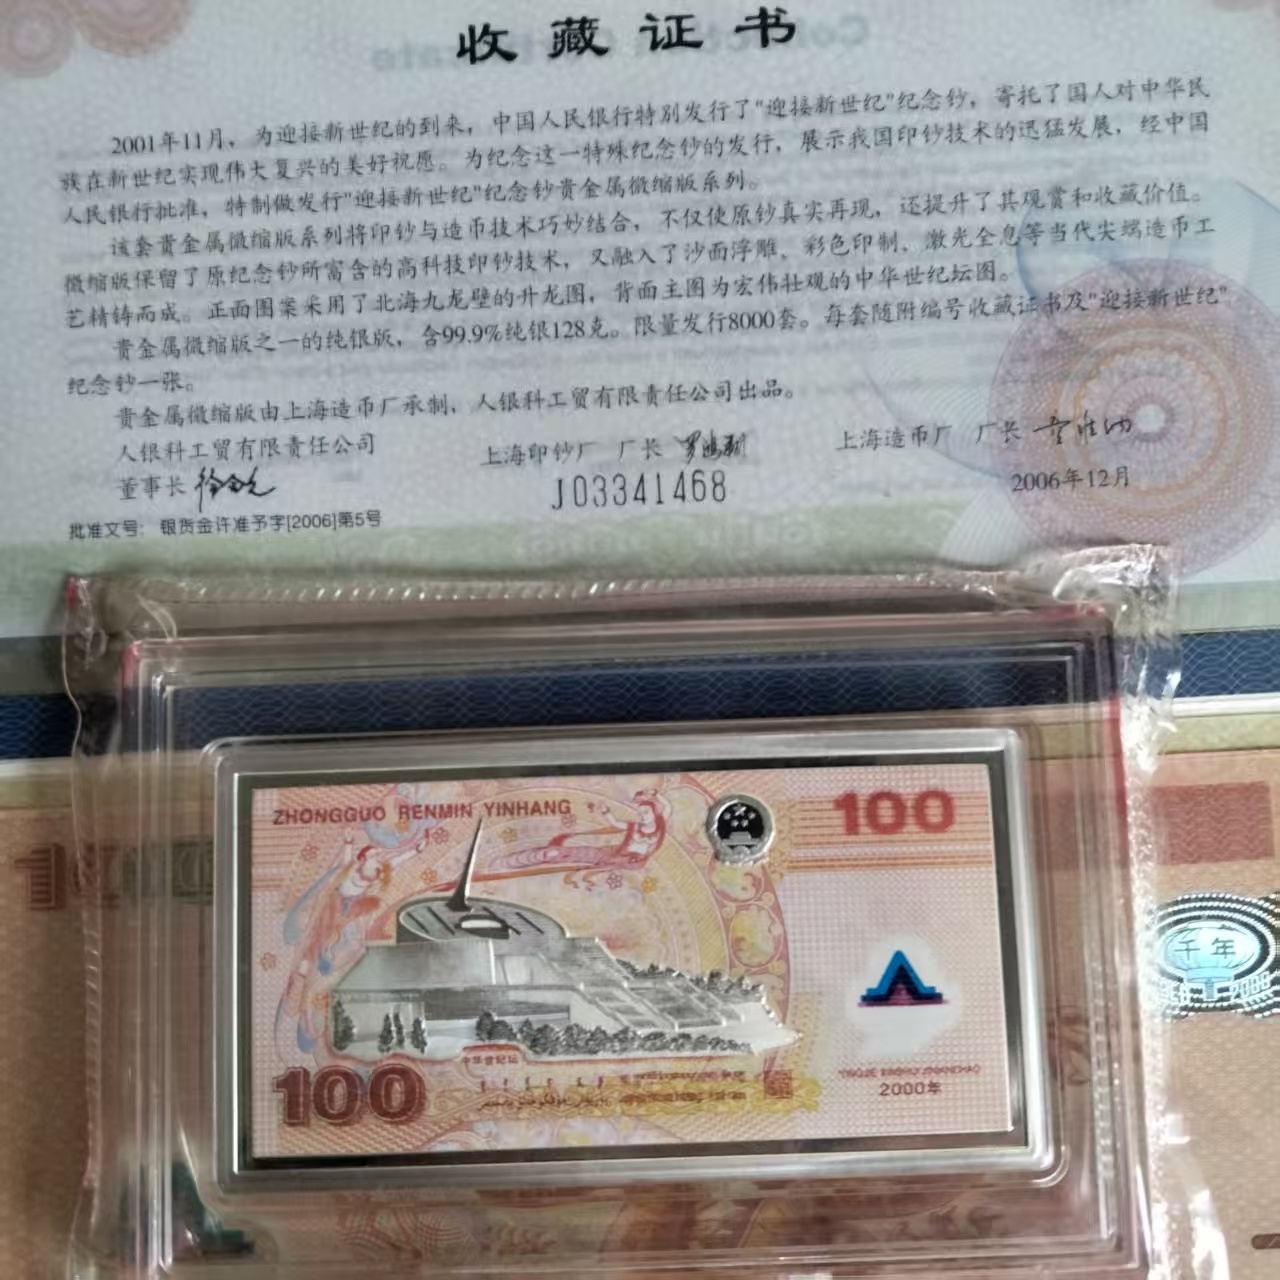 收藏证书
2001年11月，为迎接新世纪的到来，中国人民银行特别发行了"迎接新世纪"纪念钞，寄托了国人对中华民
族在新世纪实现伟大复兴的美好祝愿。为纪念这一特殊纪念钞的发行，展示我国印钞技术的迅猛发展，经中国
人民银行批准，特制做发行"迎接新世纪"纪念钞贵金属微缩版系列。
该套贵金属微缩版系列将印钞与造币技术巧妙结合，不仅使原钞真实再现，还提升了其观赏和收藏价值。
微缩版保留了原纪念钞所富含的高科技印钞技术，又融入了沙面浮雕、彩色印制、激光全息等当代尖端造币工
艺精铸而成。正面图案采用了北海九龙壁的升龙图，背面主图为宏伟壮观的中华世纪坛图。
贵金属微缩版之一的纯银版，含99.9%纯银128克。限量发行8000套。每套随附编号收藏证书及"迎接新世纪"
纪念钞一张。
贵金属微缩版由上海造币厂承制、人银科工贸有限责任公司出品。
人银科工贸有限责任公司 上海印钞厂 厂长 上海造币厂 厂长
董事长 J03341468 2006年12月
批准文号： 银货金许准予字[2006]第5号
ZHONGGUO RENMIN YINHANG 100
千年
2000
中华世纪坛
100
YINGJIE XINSHIJI JINIANCHAO
2000年